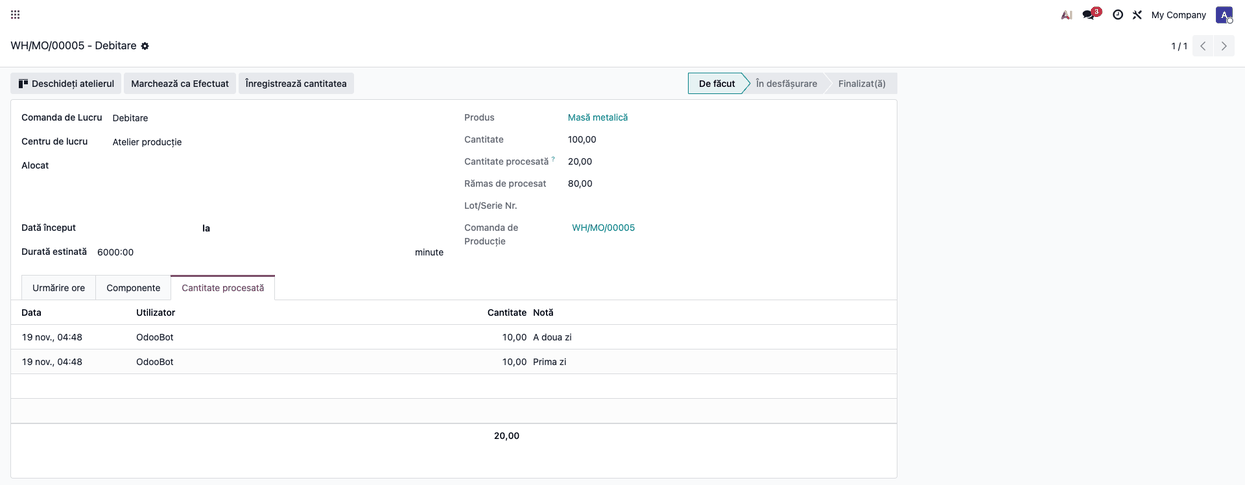 AI 3 My Company A
WH/MO/00005 - Debitare
1 / 1
Deschideți atelierul Marchează ca Efectuat Înregistrează cantitatea De făcut În desfășurare Finalizat(ă)
Comanda de Lucru Debitare
Centru de lucru Atelier producție
Alocat
Dată început la
Durată estinată 6000:00 minute
Produs Masă metalică
Cantitate 100,00
Cantitate procesată ? 20,00
Rămas de procesat 80,00
Lot/Serie Nr.
Comanda de WH/MO/00005
Producție
Urmărire ore Componente Cantitate procesată
Data Utilizator Cantitate Notă
19 nov., 04:48 OdooBot 10,00 A doua zi
19 nov., 04:48 OdooBot 10,00 Prima zi
20,00